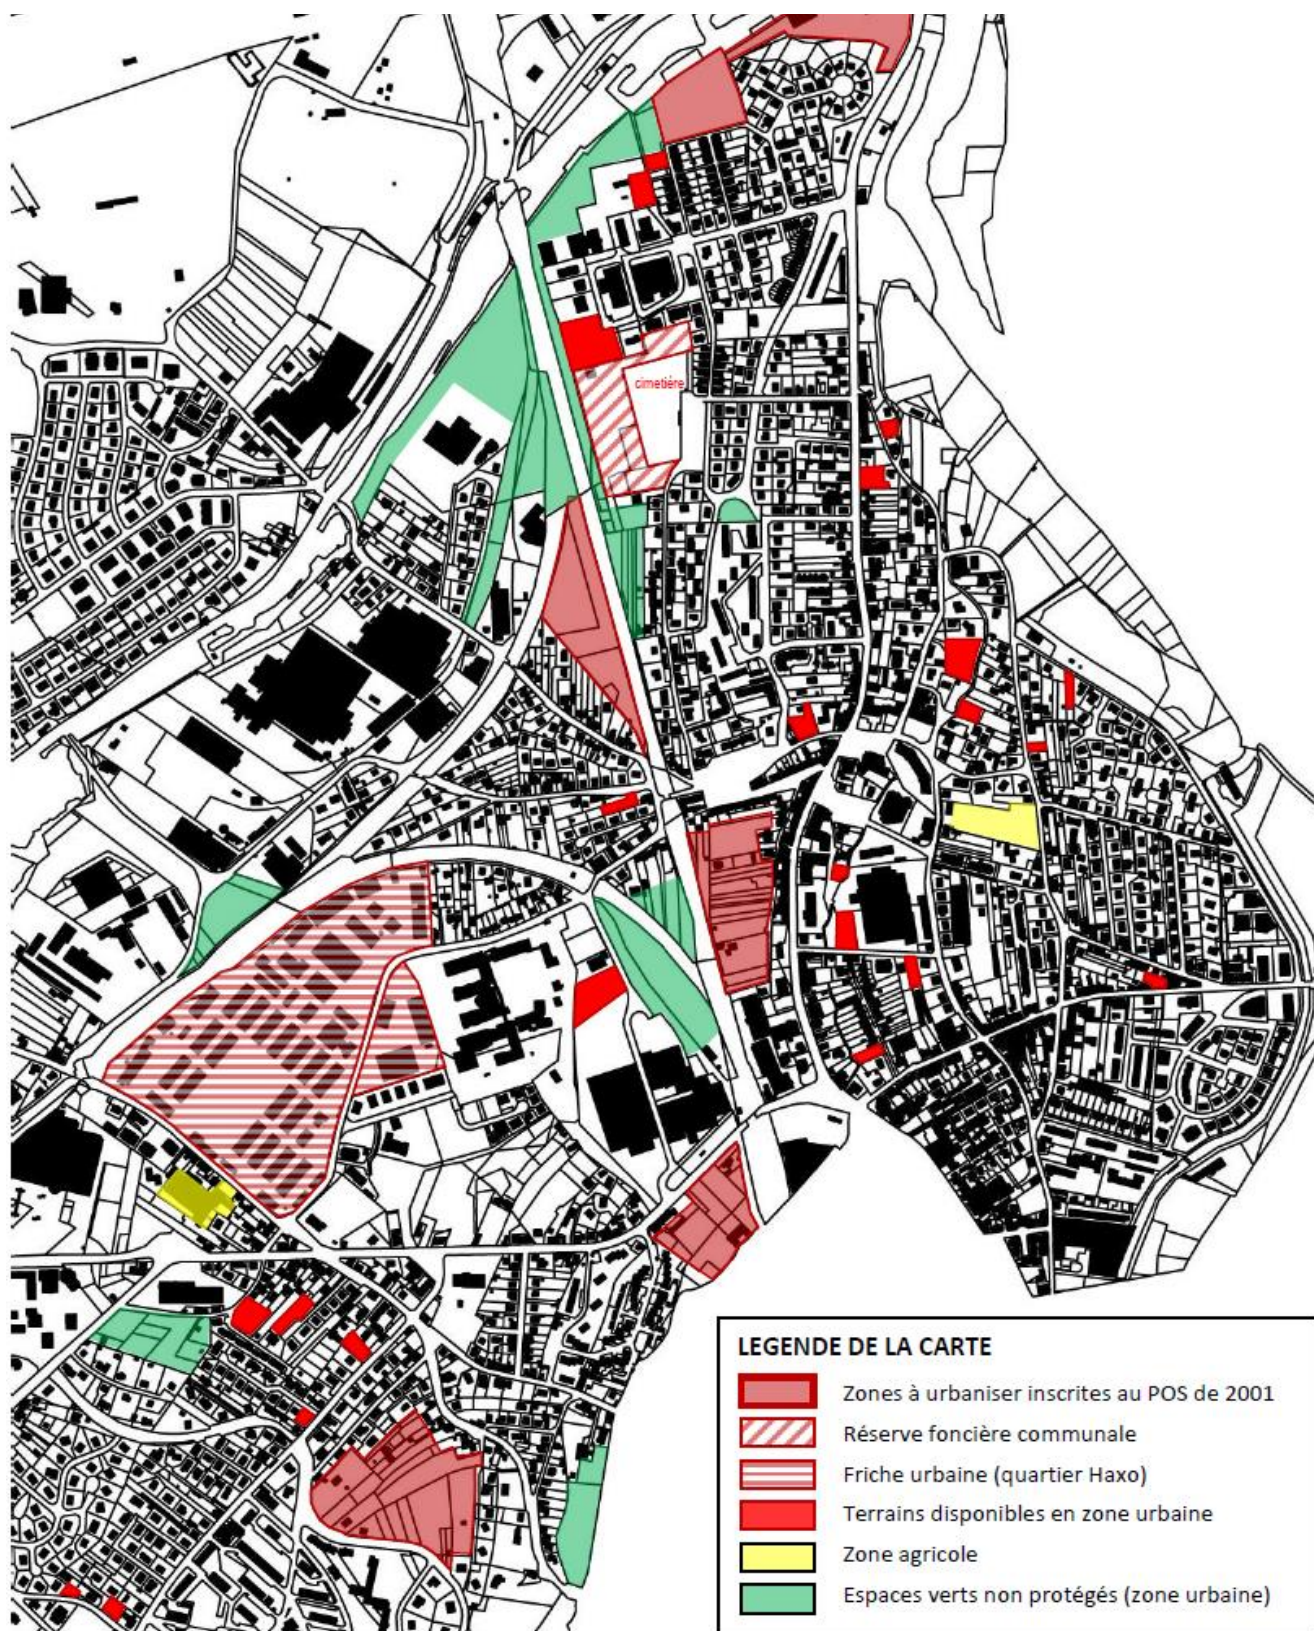 cimetière
LEGENDE DE LA CARTE
Zones à urbaniser inscrites au POS de 2001
Réserve foncière communale
Friche urbaine (quartier Haxo)
Terrains disponibles en zone urbaine
Zone agricole
Espaces verts non protégés (zone urbaine)